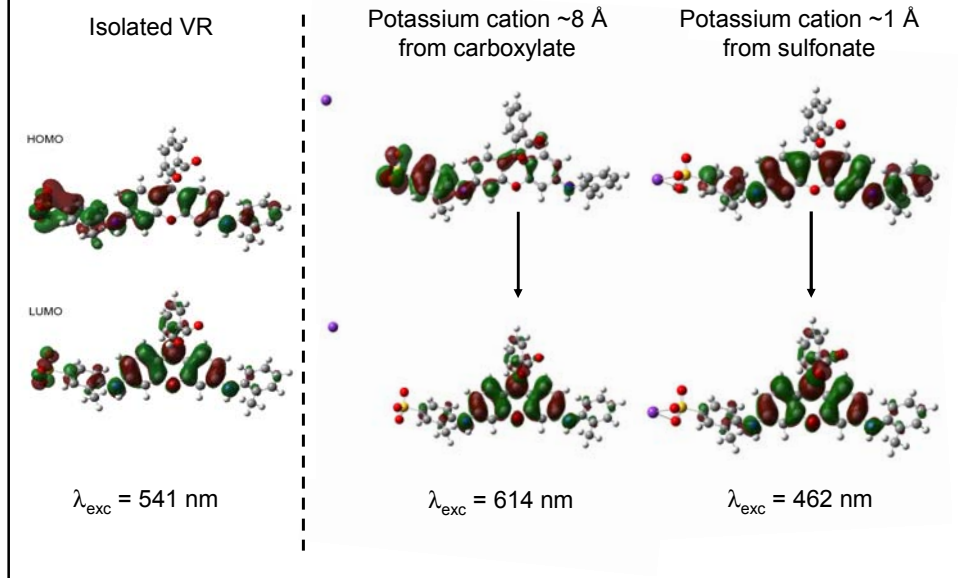 Isolated VR
Potassium cation ~8 Å
from carboxylate
Potassium cation ~1 Å
from sulfonate
HOMO
LUMO
λexc = 541 nm
λexc = 614 nm
λexc = 462 nm